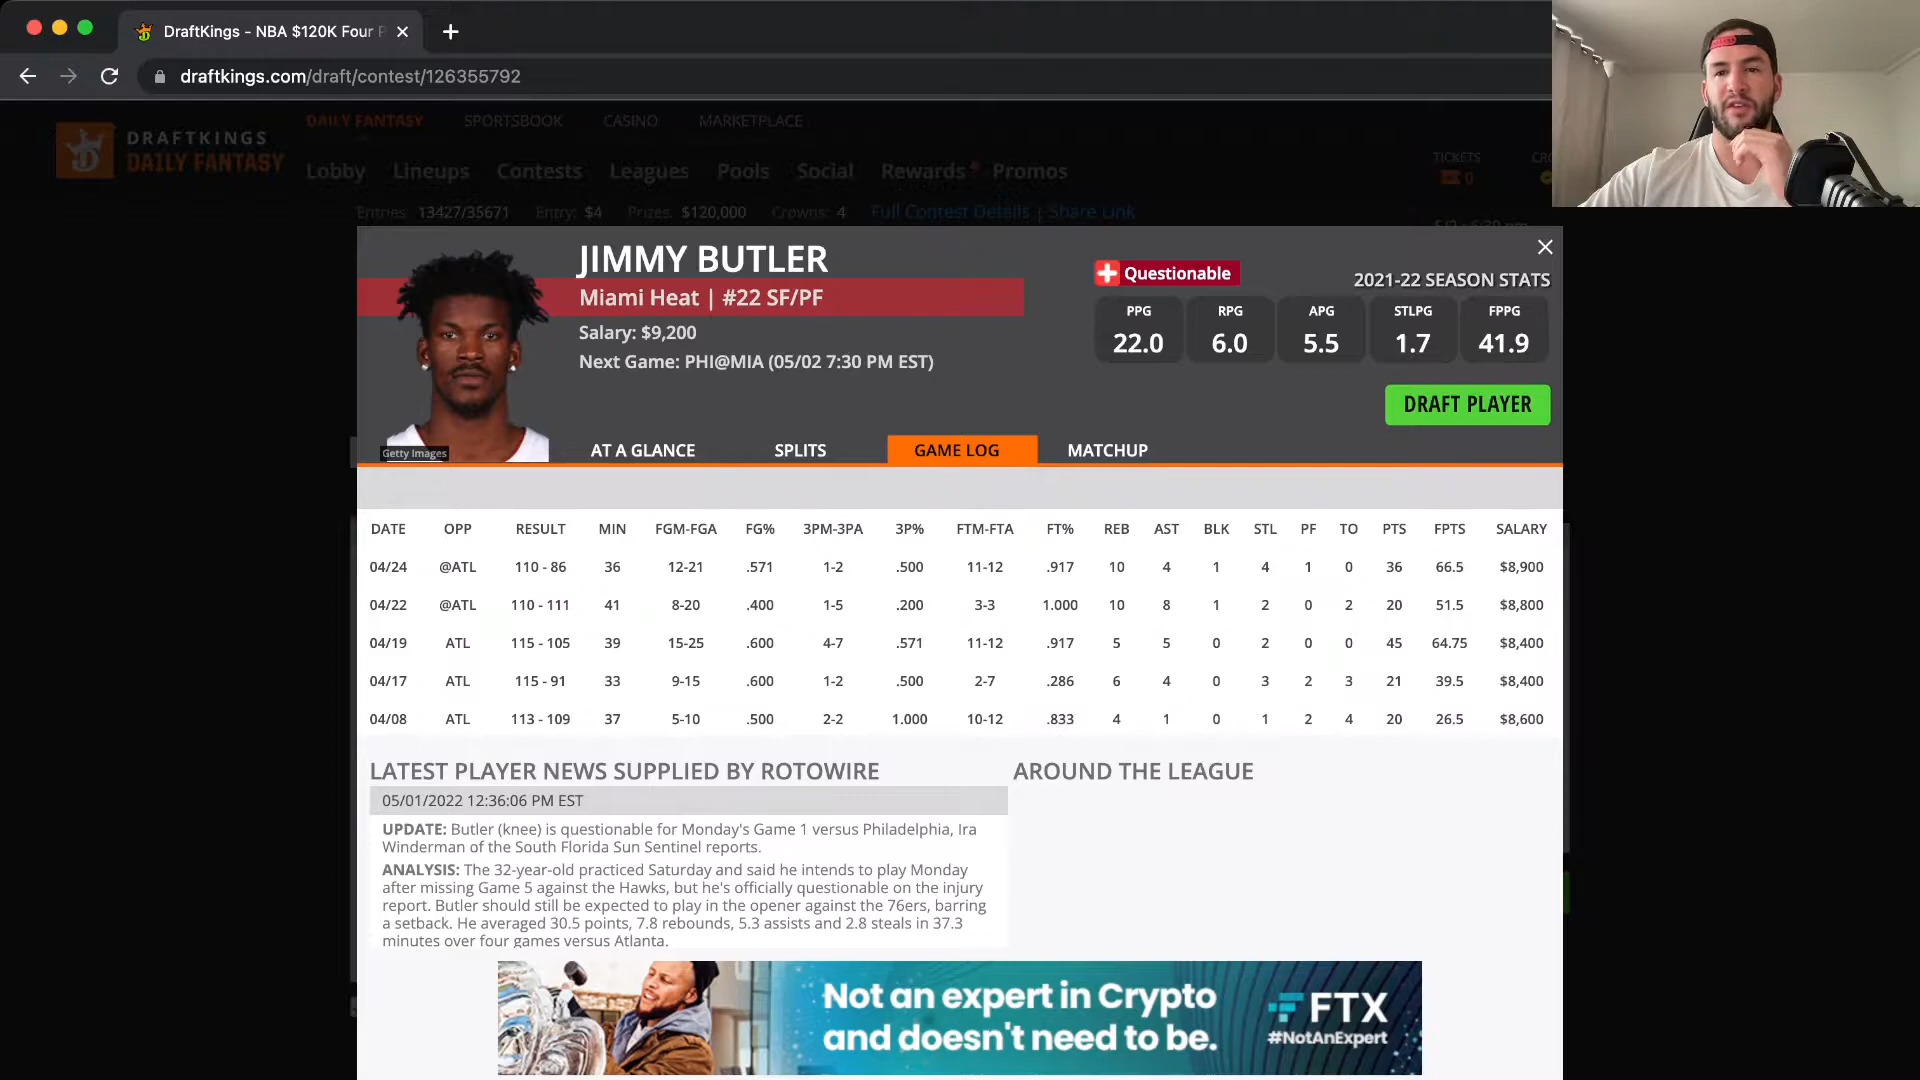 DraftKings - NBA $120K Four P
draftkings.com/draft/contest/126355792
DRAFTKINGS
DAILY FANTASY
DAILY FANTASY SPORTSBOOK CASINO MARKETPLACE
Lobby Lineups Contests Leagues Pools Social Rewards Promos
TICKETS
0
Entries: 13427/35671 Entry: $4 Prizes: $120,000 Crowns: 4 Full Contest Details | Share Link
JIMMY BUTLER
Miami Heat | #22 SF/PF
Salary: $9,200
Next Game: PHI@MIA (05/02 7:30 PM EST)
Getty Images
Questionable
2021-22 SEASON STATS
PPG RPG APG STLPG FPPG
22.0 6.0 5.5 1.7 41.9
DRAFT PLAYER
AT A GLANCE SPLITS GAME LOG MATCHUP
DATE OPP RESULT MIN FGM-FGA FG% 3PM-3PA 3P% FTM-FTA FT% REB AST BLK STL PF TO PTS FPTS SALARY
04/24 @ATL 110 - 86 36 12-21 .571 1-2 .500 11-12 .917 10 4 1 4 1 0 36 66.5 $8,900
04/22 @ATL 110 - 111 41 8-20 .400 1-5 .200 3-3 1.000 10 8 1 2 0 2 20 51.5 $8,800
04/19 ATL 115 - 105 39 15-25 .600 4-7 .571 11-12 .917 5 5 0 2 0 0 45 64.75 $8,400
04/17 ATL 115 - 91 33 9-15 .600 1-2 .500 2-7 .286 6 4 0 3 2 3 21 39.5 $8,400
04/08 ATL 113 - 109 37 5-10 .500 2-2 1.000 10-12 .833 4 1 0 1 2 4 20 26.5 $8,600
LATEST PLAYER NEWS SUPPLIED BY ROTOWIRE
AROUND THE LEAGUE
05/01/2022 12:36:06 PM EST
UPDATE: Butler (knee) is questionable for Monday's Game 1 versus Philadelphia, Ira
Winderman of the South Florida Sun Sentinel reports.
ANALYSIS: The 32-year-old practiced Saturday and said he intends to play Monday
after missing Game 5 against the Hawks, but he's officially questionable on the injury
report. Butler should still be expected to play in the opener against the 76ers, barring
a setback. He averaged 30.5 points, 7.8 rebounds, 5.3 assists and 2.8 steals in 37.3
minutes over four games versus Atlanta.
Not an expert in Crypto
and doesn't need to be.
FTX
#NotAnExpert